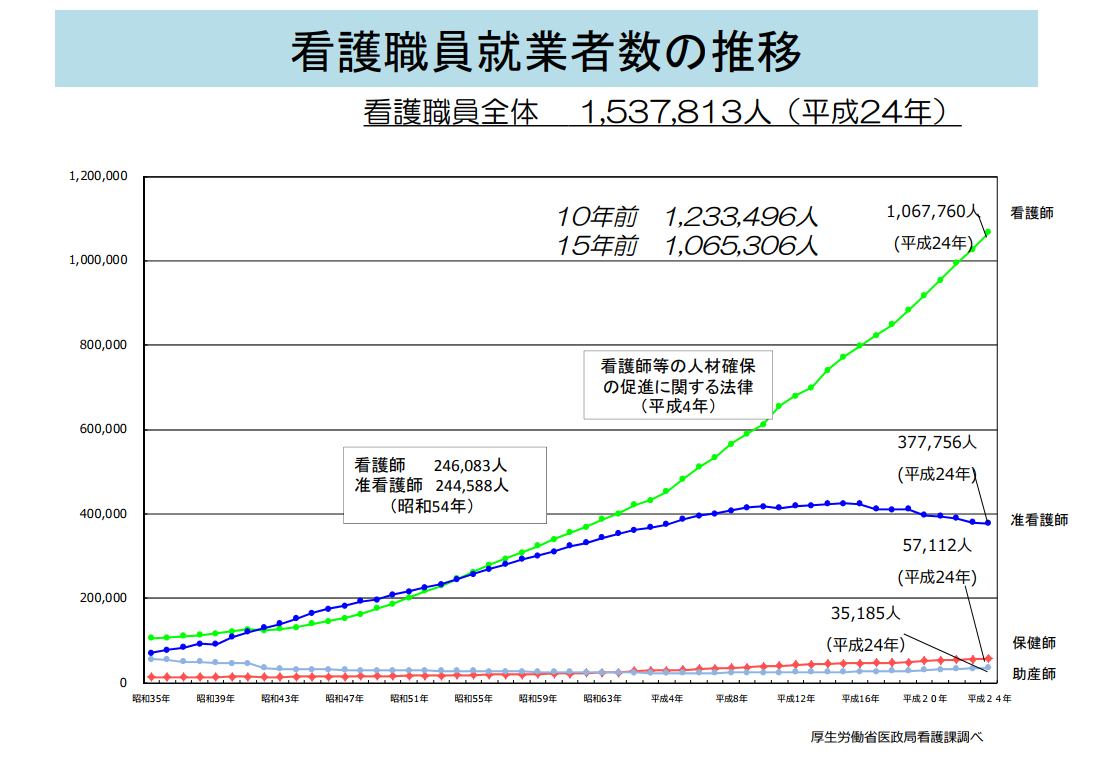 看護職員就業者数の推移
看護職員全体　1,537,813人（平成24年）
10年前　1,233,496人
15年前　1,065,306人
1,067,760人
(平成24年)
看護師
1,200,000
1,000,000
800,000
600,000
400,000
200,000
0
看護師等の人材確保
の促進に関する法律
（平成4年）
看護師　246,083人
准看護師　244,588人
（昭和54年）
377,756人
(平成24年)
准看護師
57,112人
(平成24年)
保健師
35,185人
(平成24年)
助産師
昭和35年 昭和39年 昭和43年 昭和47年 昭和51年 昭和55年 昭和59年 昭和63年 平成4年 平成8年 平成12年 平成16年 平成２０年 平成２４年
厚生労働省医政局看護課調べ